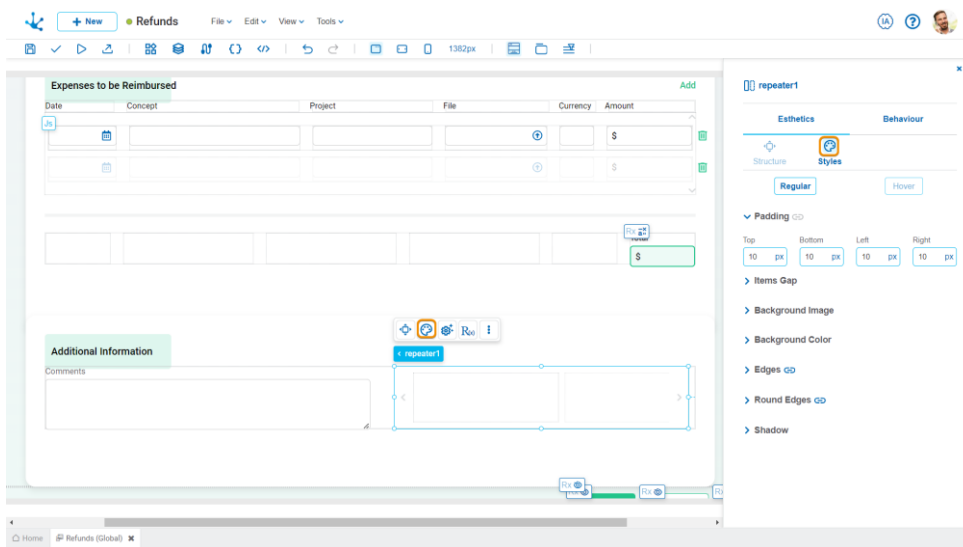 + New
Refunds
File
Edit
View
Tools
IA
?
1382px
Expenses to be Reimbursed
Add
Date
Concept
Project
File
Currency
Amount
Js
$
$
Rx
$
Additional Information
R(x)
repeater1
Comments
Rx
Rx
Rx
Home
Refunds (Global)
repeater1
Esthetics
Behaviour
Structure
Styles
Regular
Hover
Padding
Top
Bottom
Left
Right
10 px
10 px
10 px
10 px
Items Gap
Background Image
Background Color
Edges
Round Edges
Shadow